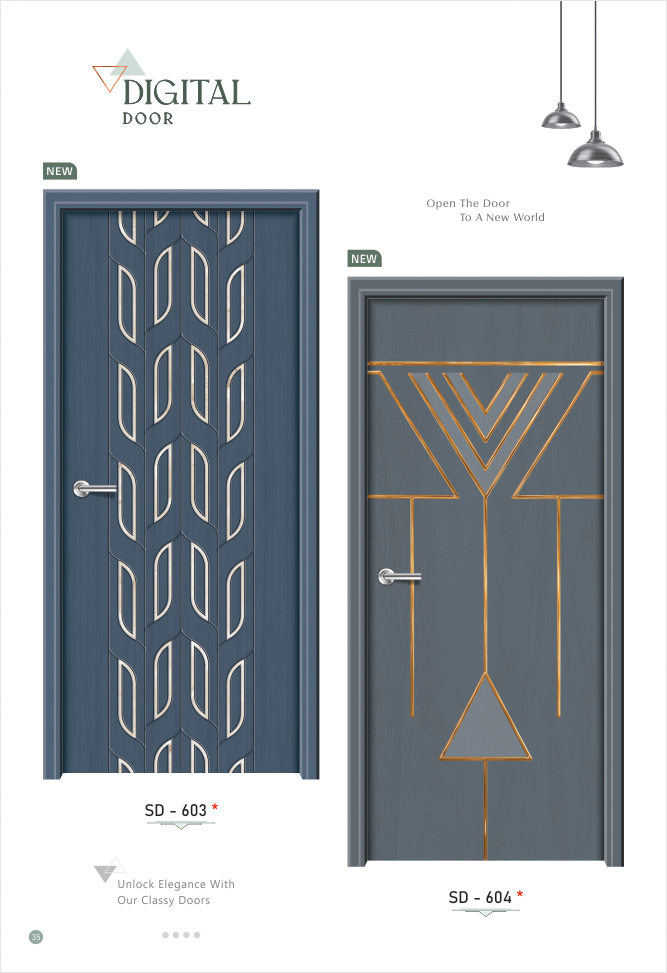 DIGITAL
DOOR
NEW
Open The Door
To A New World
NEW
SD - 603 *
SD - 604 *
Unlock Elegance With
Our Classy Doors
35